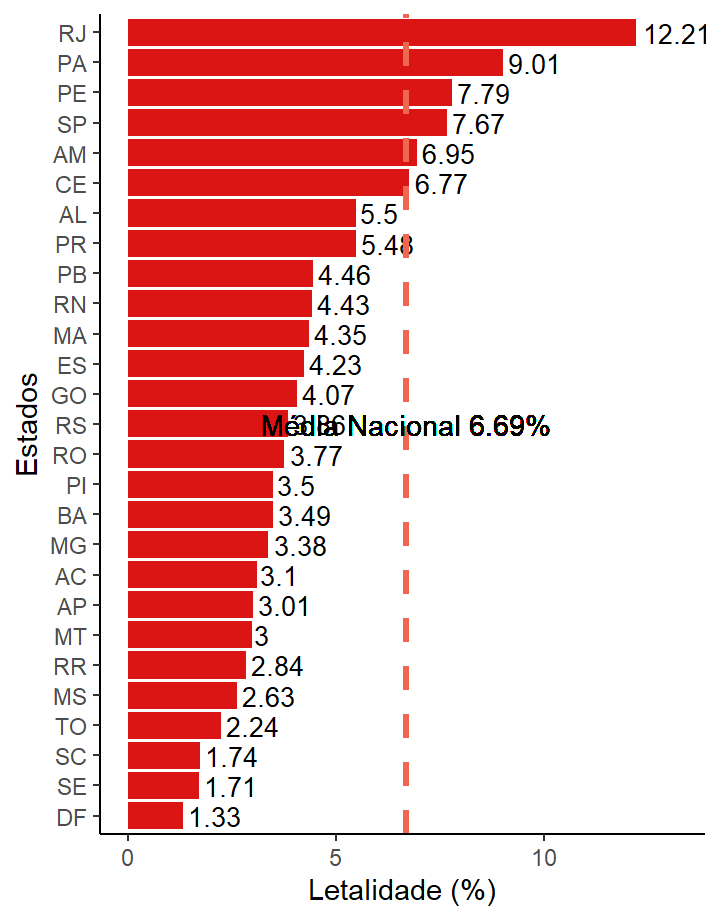 RJ 12.21
PA 9.01
PE 7.79
SP 7.67
AM 6.95
CE 6.77
AL 5.5
PR 5.48
PB 4.46
RN 4.43
MA 4.35
ES 4.23
GO 4.07
RS 3.86
Média Nacional 6.69%
RO 3.77
PI 3.5
BA 3.49
MG 3.38
AC 3.1
AP 3.01
MT 3
RR 2.84
MS 2.63
TO 2.24
SC 1.74
SE 1.71
DF 1.33
Estados
0 5 10
Letalidade (%)